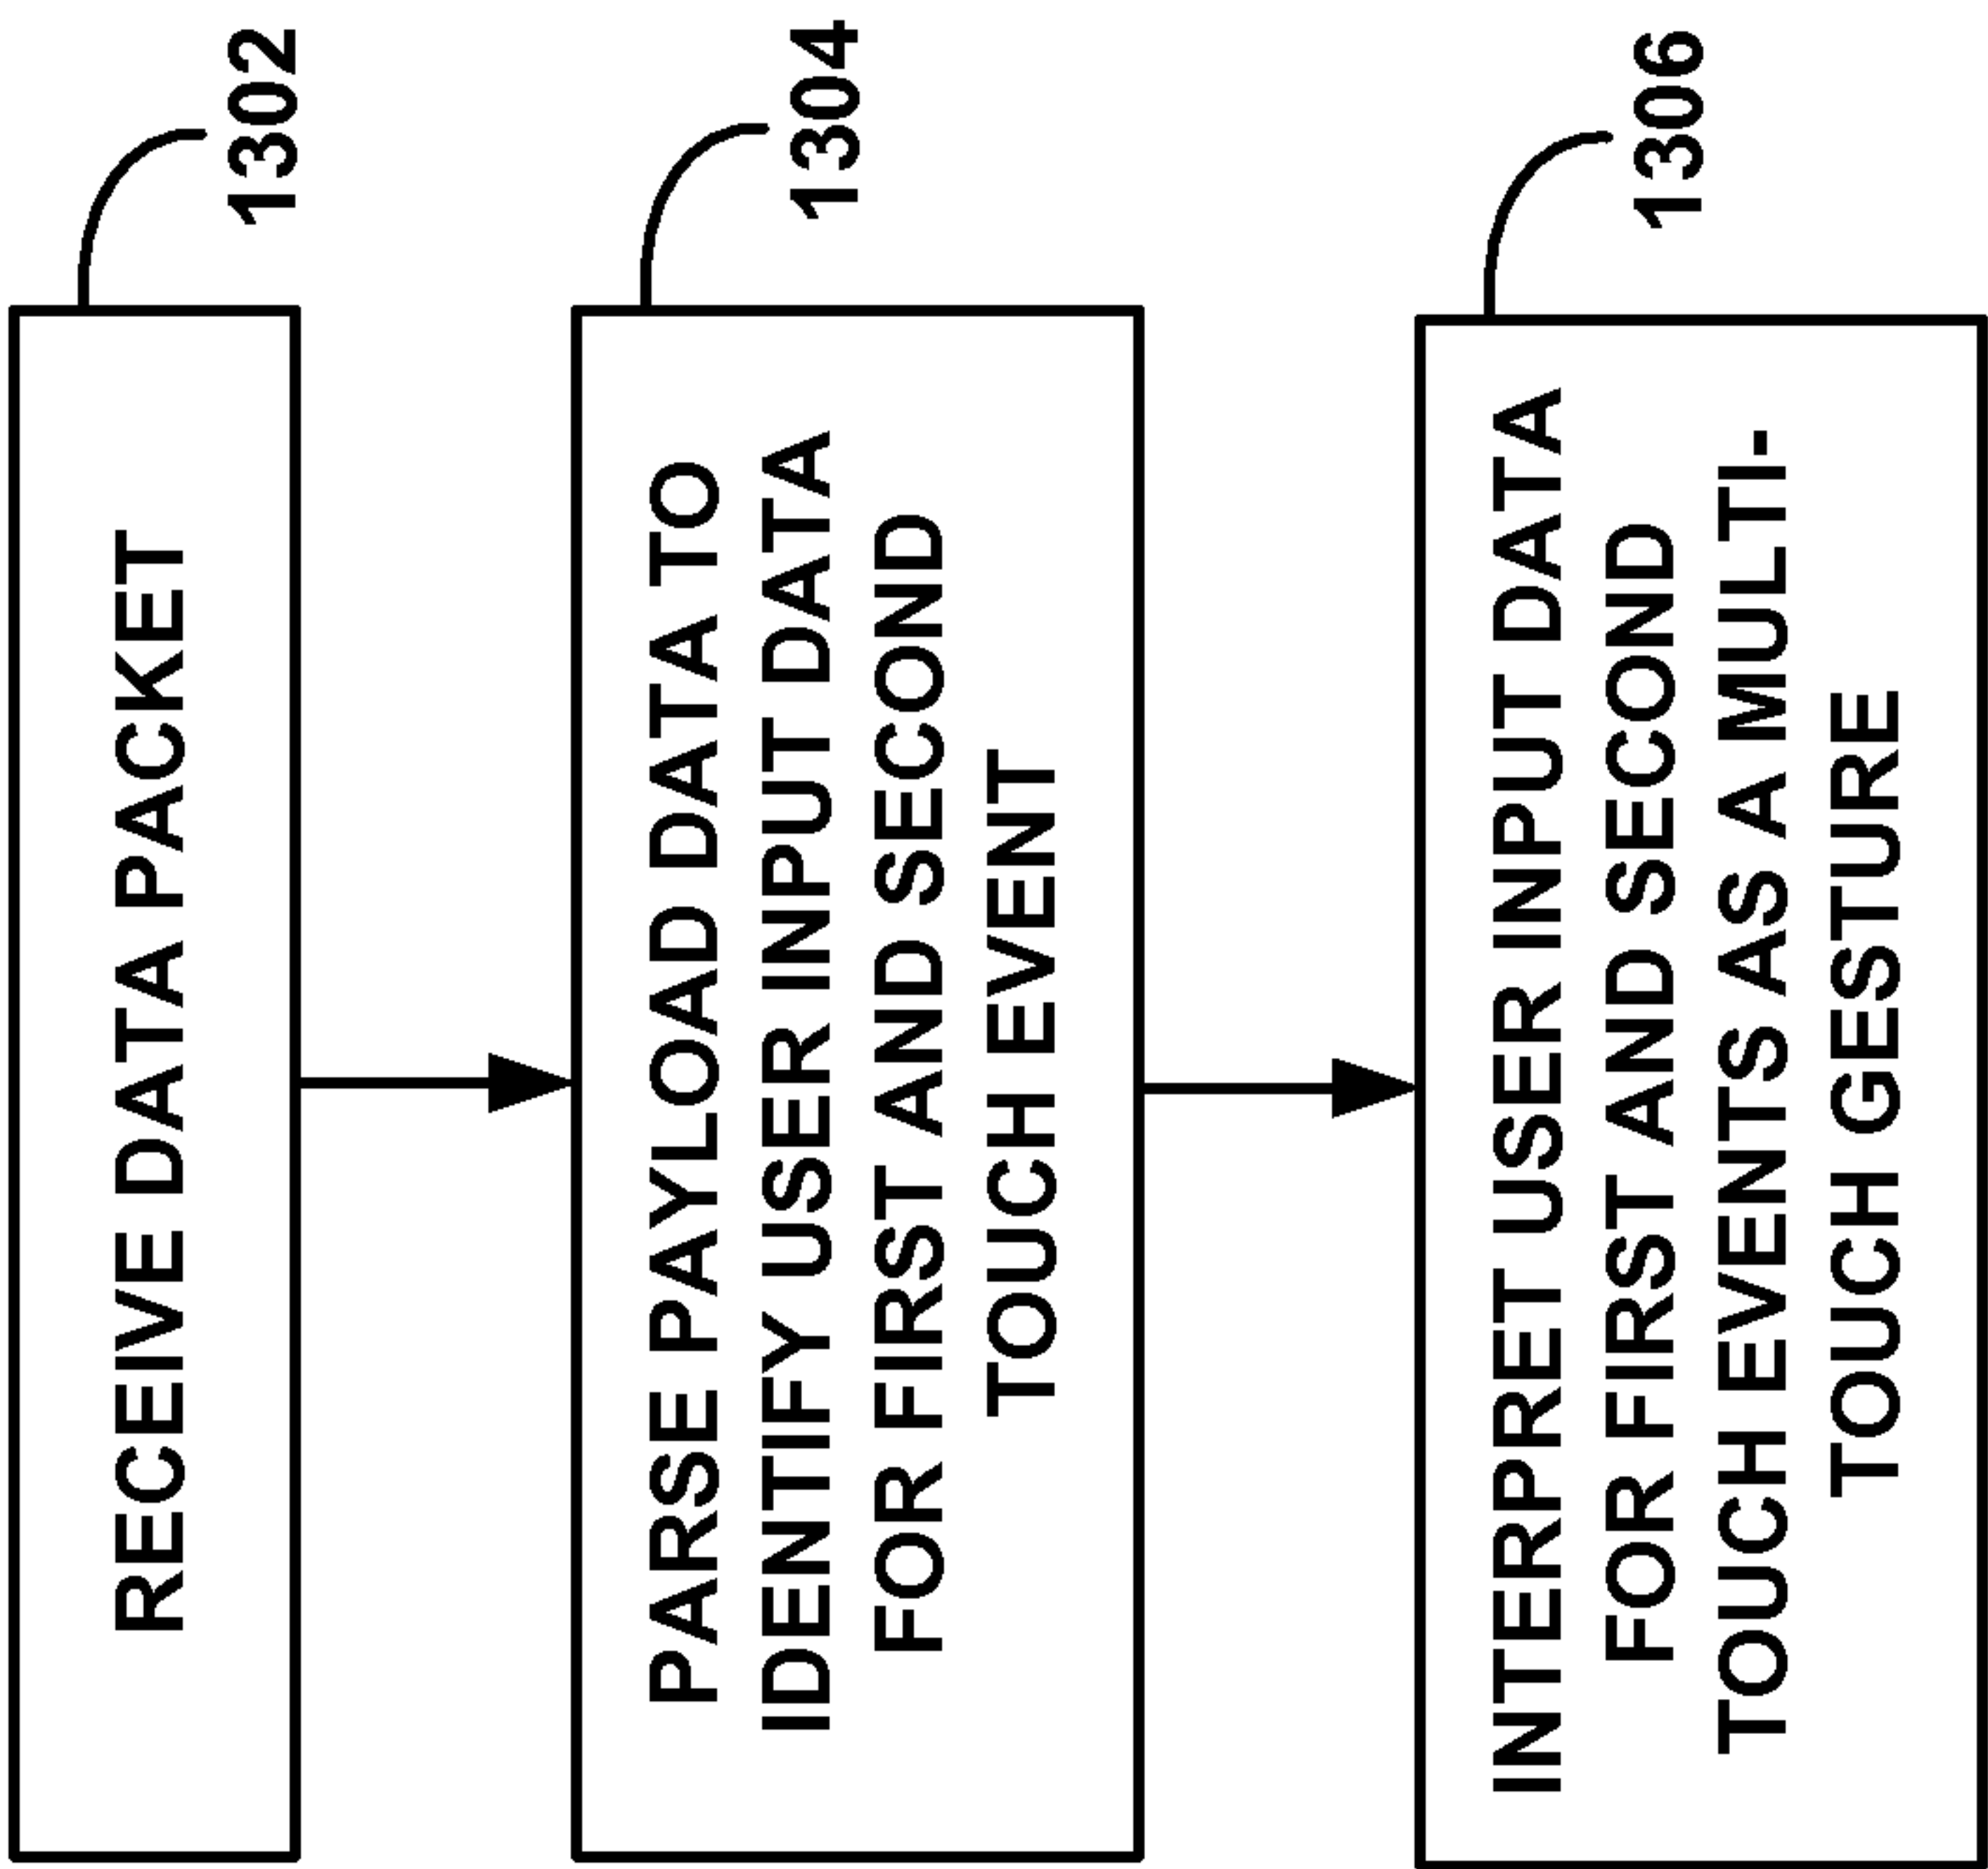 RECEIVE DATA PACKET
1302
PARSE PAYLOAD DATA TO
IDENTIFY USER INPUT DATA
FOR FIRST AND SECOND
TOUCH EVENT
1304
INTERPRET USER INPUT DATA
FOR FIRST AND SECOND
TOUCH EVENTS AS A MULTI-
TOUCH GESTURE
1306